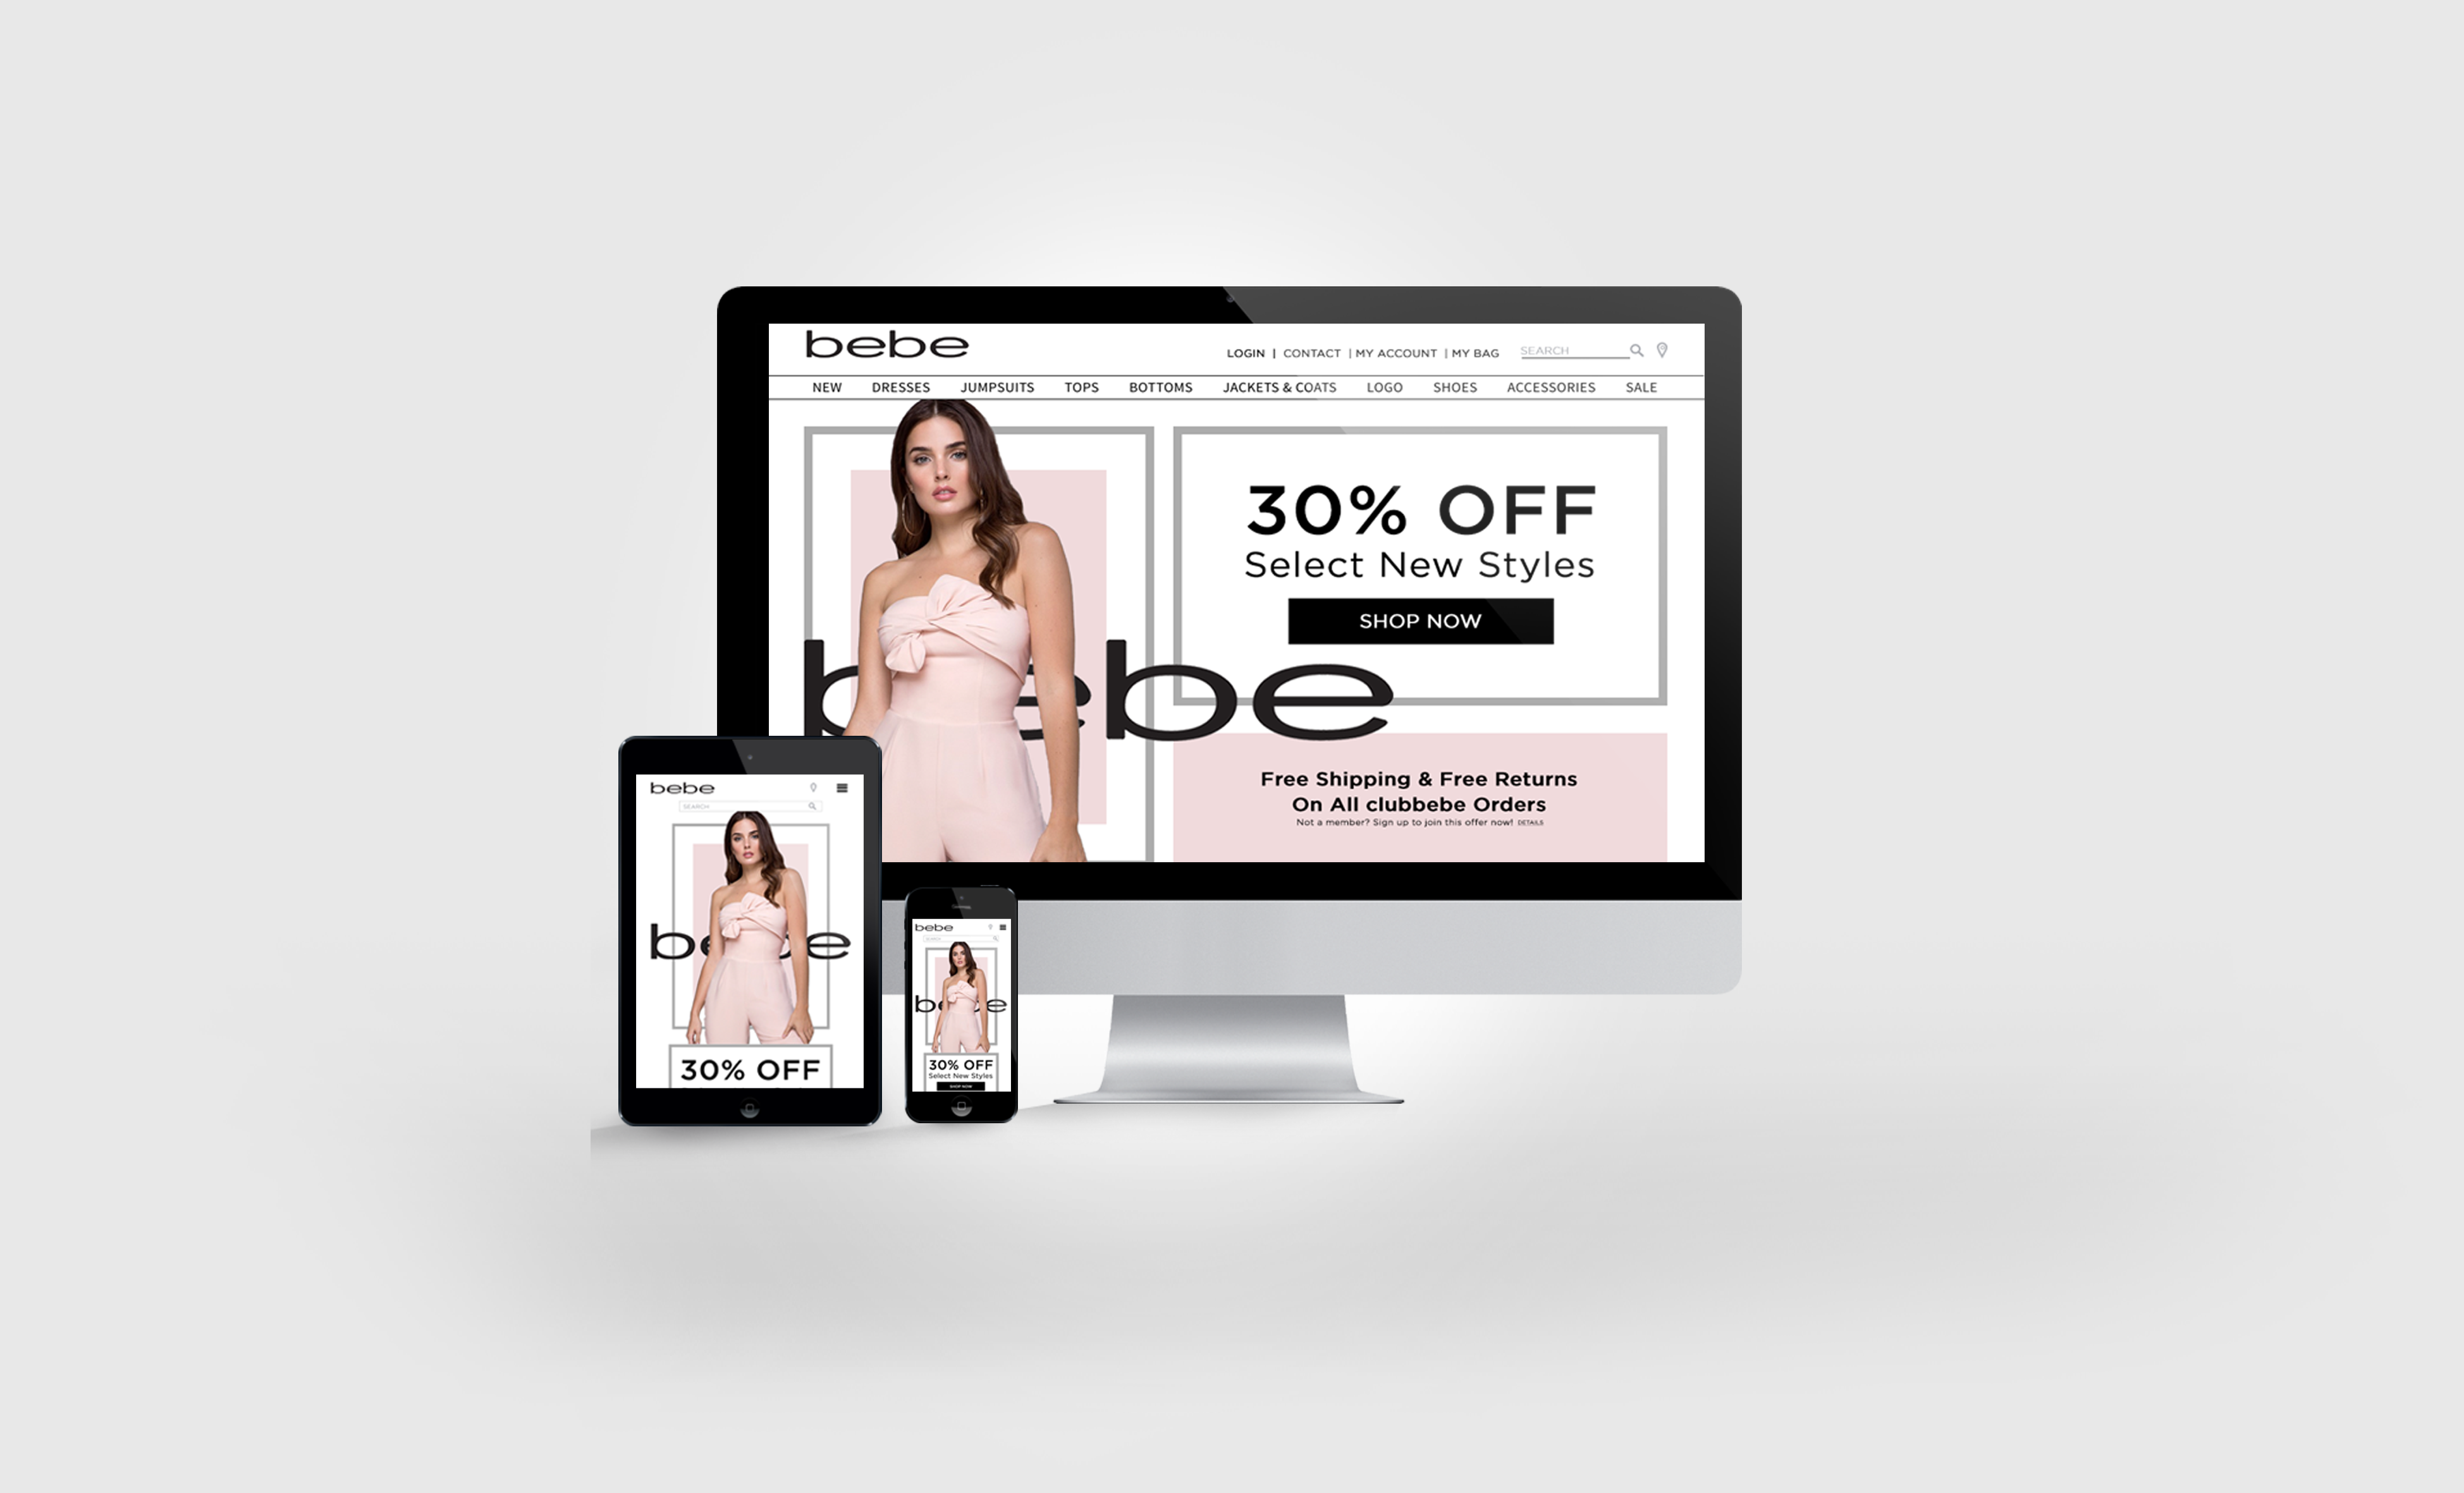 bebe
LOGIN | CONTACT | MY ACCOUNT | MY BAG SEARCH
NEW DRESSES JUMPSUITS TOPS BOTTOMS JACKETS & COATS LOGO SHOES ACCESSORIES SALE
30% OFF
Select New Styles
SHOP NOW
bebe
Free Shipping & Free Returns
On All clubbebe Orders
Not a member? Sign up to join this offer now! DETAILS
bebe
SEARCH
bebe
30% OFF
bebe
SEARCH
bebe
30% OFF
Select New Styles
SHOP NOW